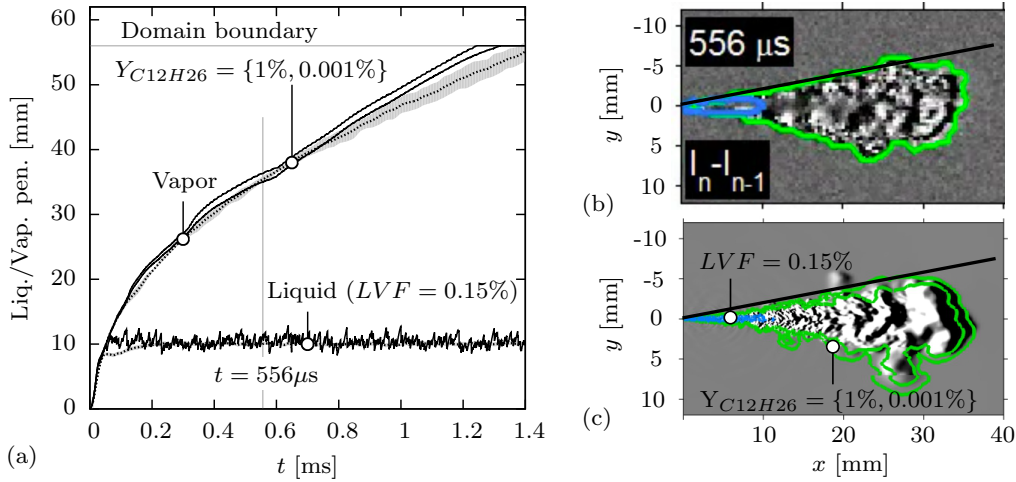 Liq./Vap. pen. [mm]
60
50
40
30
20
10
0
Domain boundary
Y_{C12H26} = {1%, 0.001%}
Vapor
Liquid (LVF = 0.15%)
t = 556μs
0 0.2 0.4 0.6 0.8 1 1.2 1.4
t [ms]
(a)
-10
-5
0
5
10
y [mm]
556 μs
I_n-I_{n-1}
(b)
-10
-5
0
5
10
y [mm]
LVF = 0.15%
Y_{C12H26} = {1%, 0.001%}
(c)
10 20 30 40
x [mm]